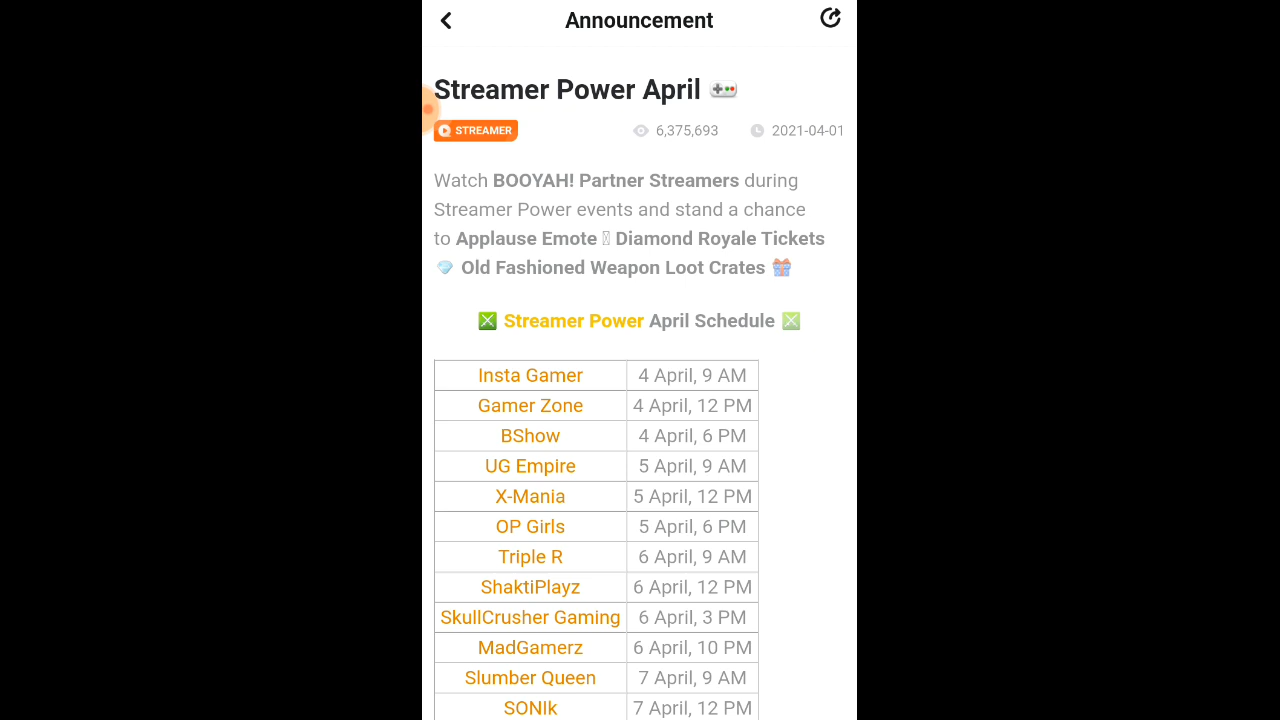 Announcement
Streamer Power April
STREAMER 6,375,693 2021-04-01
Watch BOOYAH! Partner Streamers during
Streamer Power events and stand a chance
to Applause Emote Diamond Royale Tickets
Old Fashioned Weapon Loot Crates
Streamer Power April Schedule
Insta Gamer 4 April, 9 AM
Gamer Zone 4 April, 12 PM
BShow 4 April, 6 PM
UG Empire 5 April, 9 AM
X-Mania 5 April, 12 PM
OP Girls 5 April, 6 PM
Triple R 6 April, 9 AM
ShaktiPlayz 6 April, 12 PM
SkullCrusher Gaming 6 April, 3 PM
MadGamerz 6 April, 10 PM
Slumber Queen 7 April, 9 AM
SONIk 7 April, 12 PM